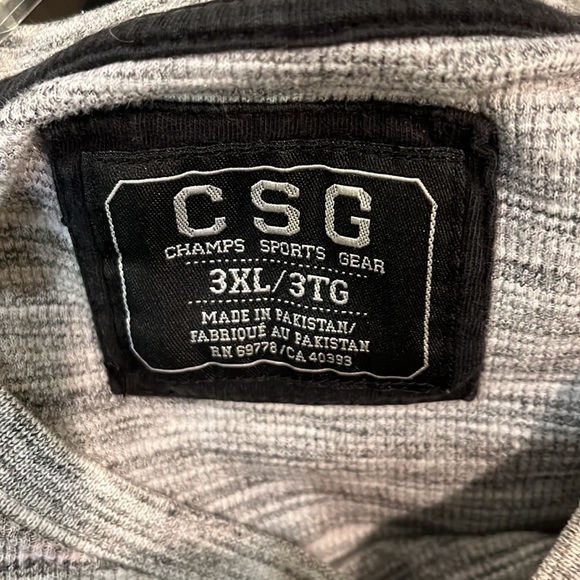 CSG
CHAMPS SPORTS GEAR
3XL/3TG
MADE IN PAKISTAN/
FABRIQUÉ AU PAKISTAN
RN 69778/CA 40393